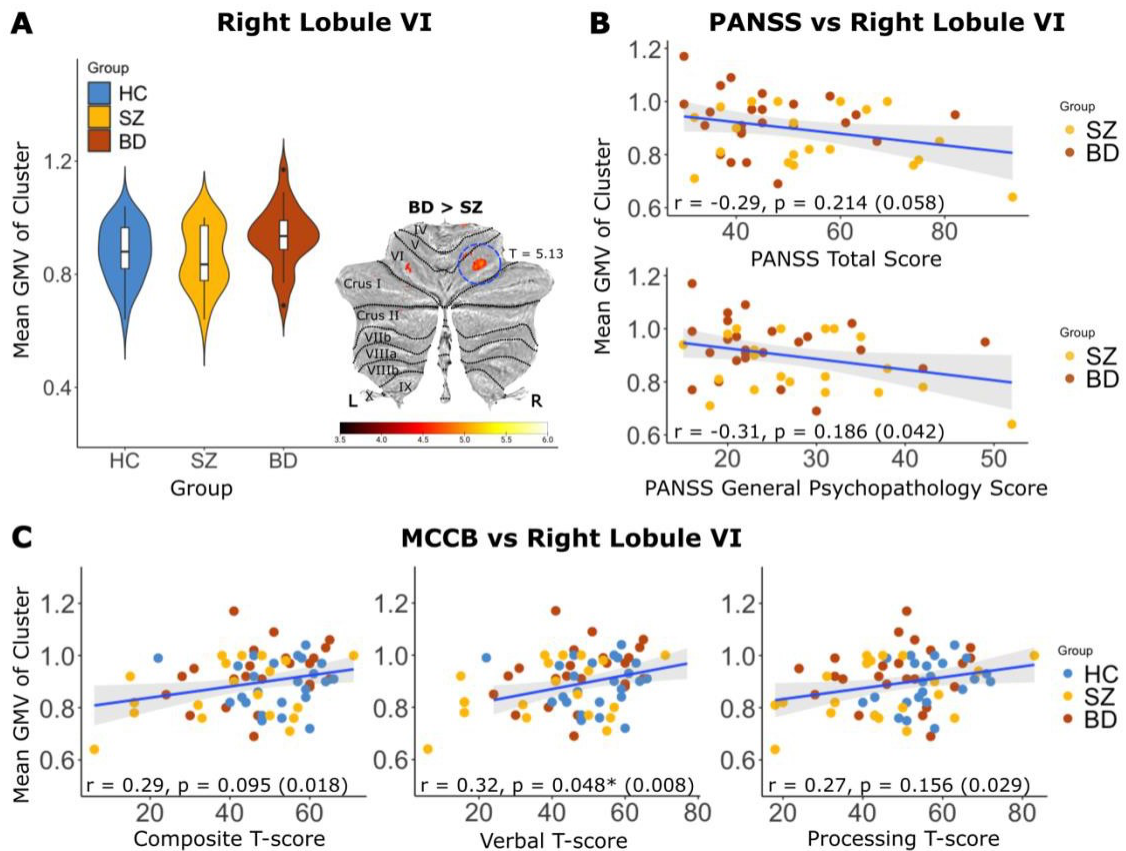 A
Right Lobule VI
Group
HC
SZ
BD
Mean GMV of Cluster
1.2
0.8
0.4
HC SZ BD
Group
BD > SZ
IV
V
VI
T = 5.13
Crus I
Crus II
VIIb
VIIIa
VIIIb
IX
X
L R
3.5 4.0 4.5 5.0 5.5 6.0
B
PANSS vs Right Lobule VI
Mean GMV of Cluster
1.2
1.0
0.8
0.6
r = -0.29, p = 0.214 (0.058)
40 60 80
PANSS Total Score
Group
SZ
BD
1.2
1.0
0.8
0.6
r = -0.31, p = 0.186 (0.042)
20 30 40 50
PANSS General Psychopathology Score
Group
SZ
BD
C
MCCB vs Right Lobule VI
Mean GMV of Cluster
1.2
1.0
0.8
0.6
r = 0.29, p = 0.095 (0.018)
20 40 60
Composite T-score
1.2
1.0
0.8
0.6
r = 0.32, p = 0.048* (0.008)
20 40 60 80
Verbal T-score
1.2
1.0
0.8
0.6
r = 0.27, p = 0.156 (0.029)
20 40 60 80
Processing T-score
Group
HC
SZ
BD